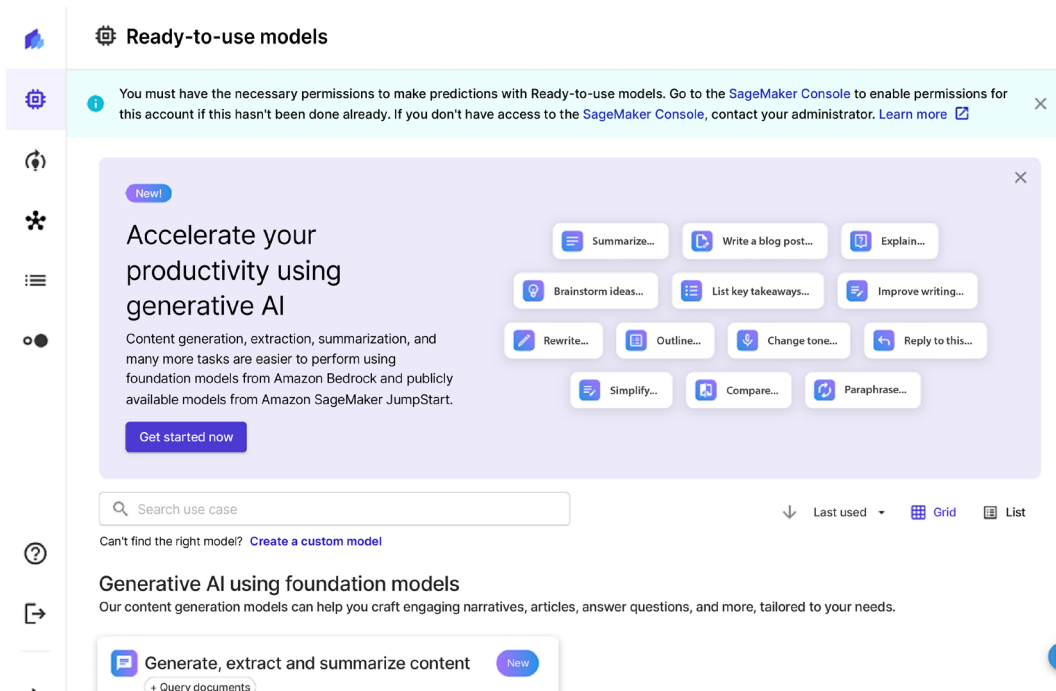 Ready-to-use models
You must have the necessary permissions to make predictions with Ready-to-use models. Go to the SageMaker Console to enable permissions for
this account if this hasn't been done already. If you don't have access to the SageMaker Console, contact your administrator. Learn more
New!
Accelerate your
productivity using
generative AI
Content generation, extraction, summarization, and
many more tasks are easier to perform using
foundation models from Amazon Bedrock and publicly
available models from Amazon SageMaker JumpStart.
Get started now
Summarize... Write a blog post... Explain...
Brainstorm ideas... List key takeaways... Improve writing...
Rewrite... Outline... Change tone... Reply to this...
Simplify... Compare... Paraphrase...
Search use case
Last used Grid List
Can't find the right model? Create a custom model
Generative AI using foundation models
Our content generation models can help you craft engaging narratives, articles, answer questions, and more, tailored to your needs.
Generate, extract and summarize content New
+ Query documents